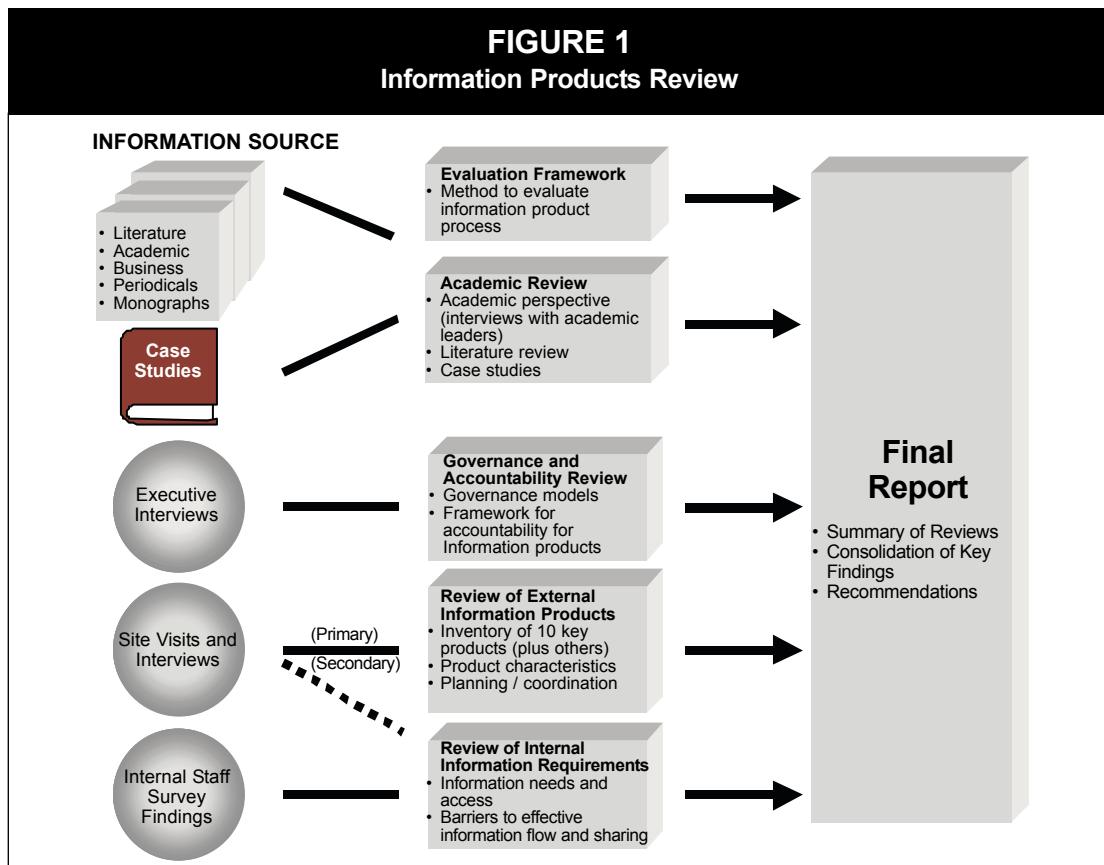 FIGURE 1
Information Products Review
INFORMATION SOURCE
• Literature
• Academic
• Business
• Periodicals
• Monographs
Case
Studies
Executive
Interviews
Site Visits and
Interviews
Internal Staff
Survey
Findings
(Primary)
(Secondary)
Evaluation Framework
• Method to evaluate
information product
process
Academic Review
• Academic perspective
(interviews with academic
leaders)
• Literature review
• Case studies
Governance and
Accountability Review
• Governance models
• Framework for
accountability for
Information products
Review of External
Information Products
• Inventory of 10 key
products (plus others)
• Product characteristics
• Planning / coordination
Review of Internal
Information Requirements
• Information needs and
access
• Barriers to effective
information flow and sharing
Final
Report
• Summary of Reviews
• Consolidation of Key
Findings
• Recommendations